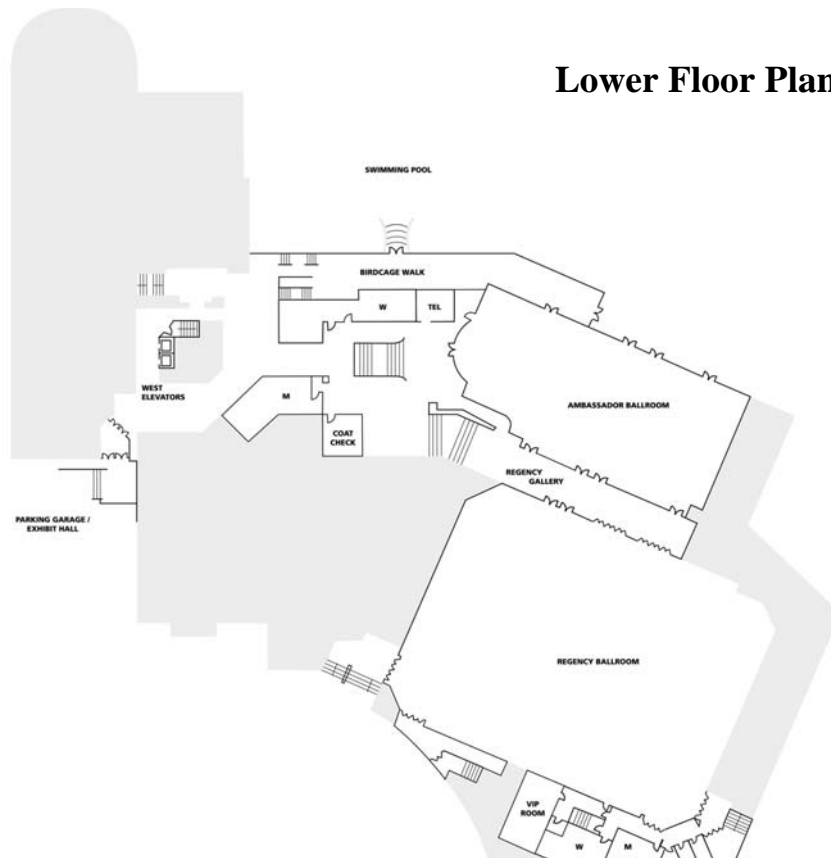 Lower Floor Plan
SWIMMING POOL
BIRDCAGE WALK
W
TEL
WEST
ELEVATORS
M
AMBASSADOR BALLROOM
COAT
CHECK
REGENCY
GALLERY
PARKING GARAGE /
EXHIBIT HALL
REGENCY BALLROOM
VIP
ROOM
W
M